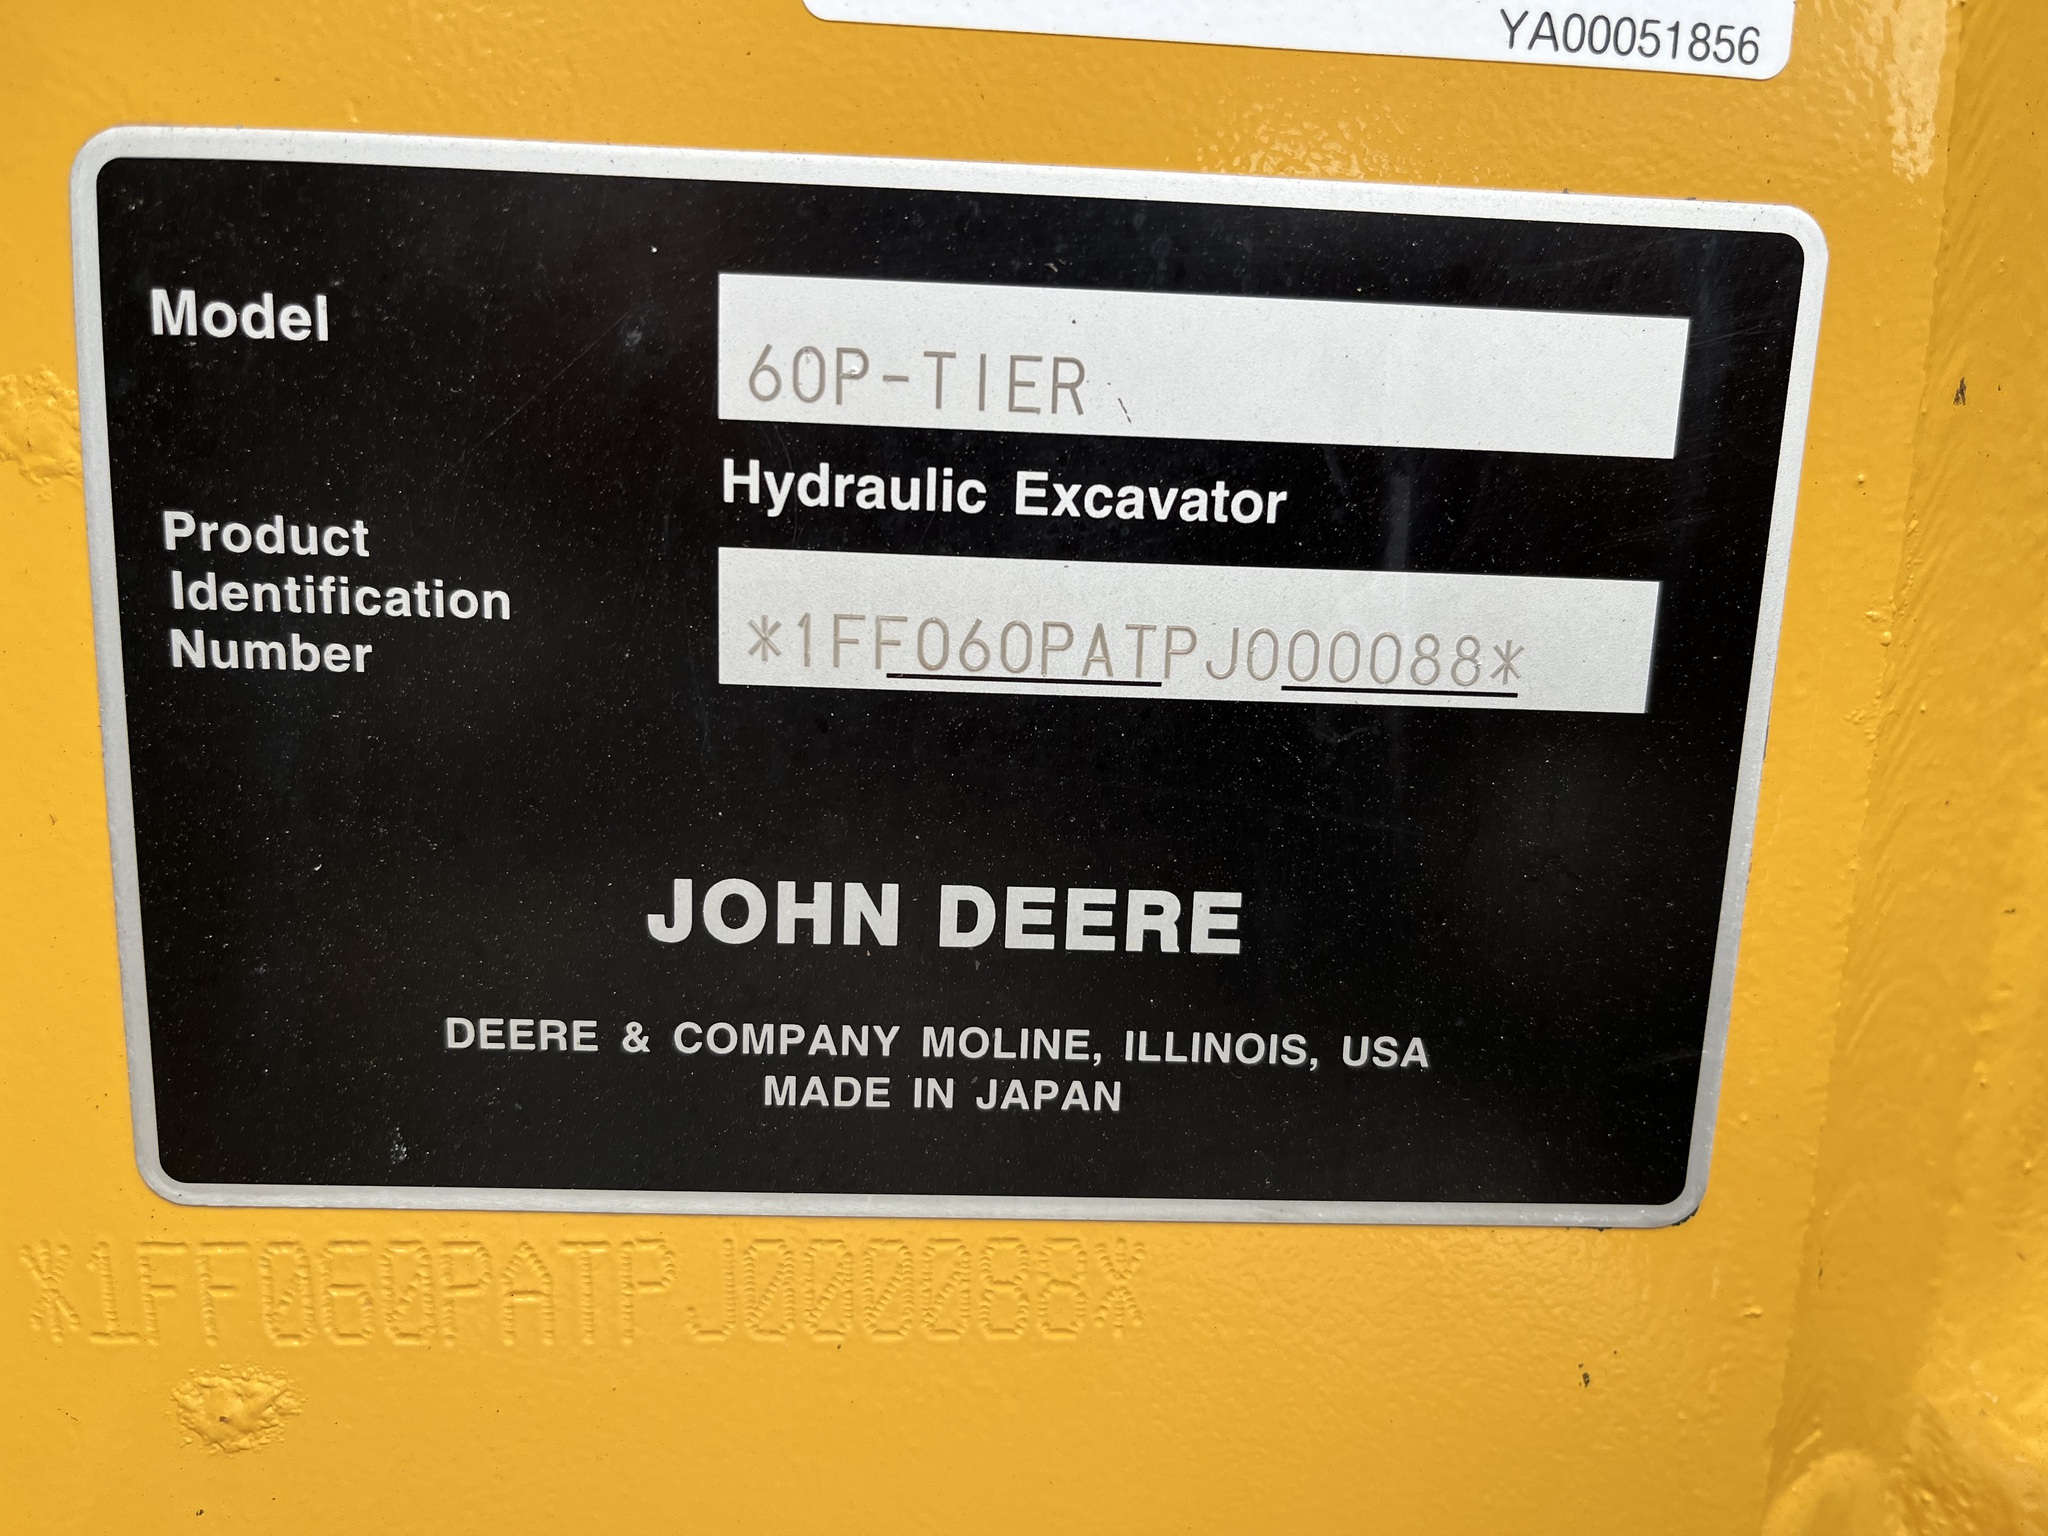 YA00051856
Model
60P-TIER
Hydraulic Excavator
Product
Identification
Number
*1FF060PATPJ000088*
JOHN DEERE
DEERE & COMPANY MOLINE, ILLINOIS, USA
MADE IN JAPAN
*1FF060PATPJ000088*